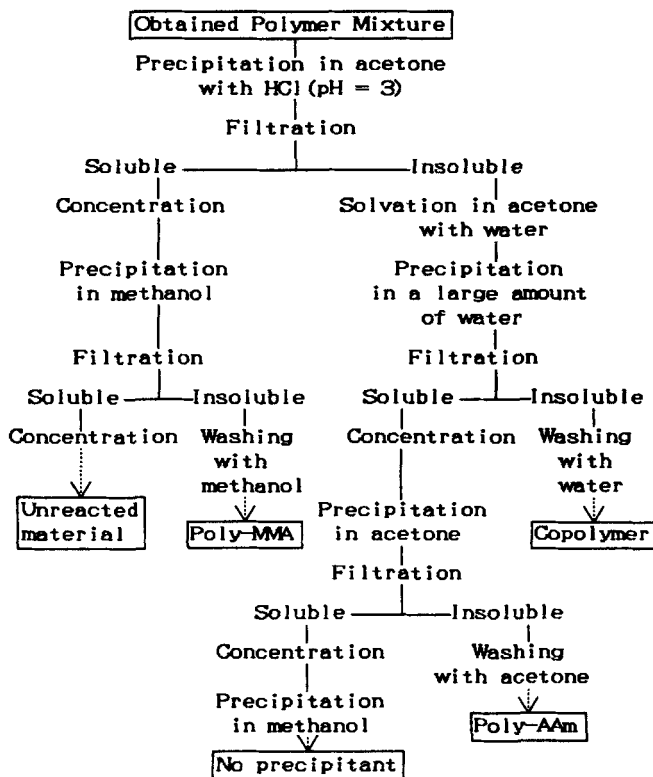 Obtained Polymer Mixture
Precipitation in acetone
with HCl(pH = 3)
Filtration
Soluble
Insoluble
Concentration
Solvation in acetone
with water
Precipitation
in methanol
Precipitation
in a large amount
of water
Filtration
Filtration
Soluble
Insoluble
Soluble
Insoluble
Concentration
Washing
with
methanol
Concentration
Washing
with
water
Unreacted
material
Poly-MMA
Precipitation
in acetone
Copolymer
Filtration
Soluble
Insoluble
Concentration
Washing
with acetone
Precipitation
in methanol
Poly-AAm
No precipitant